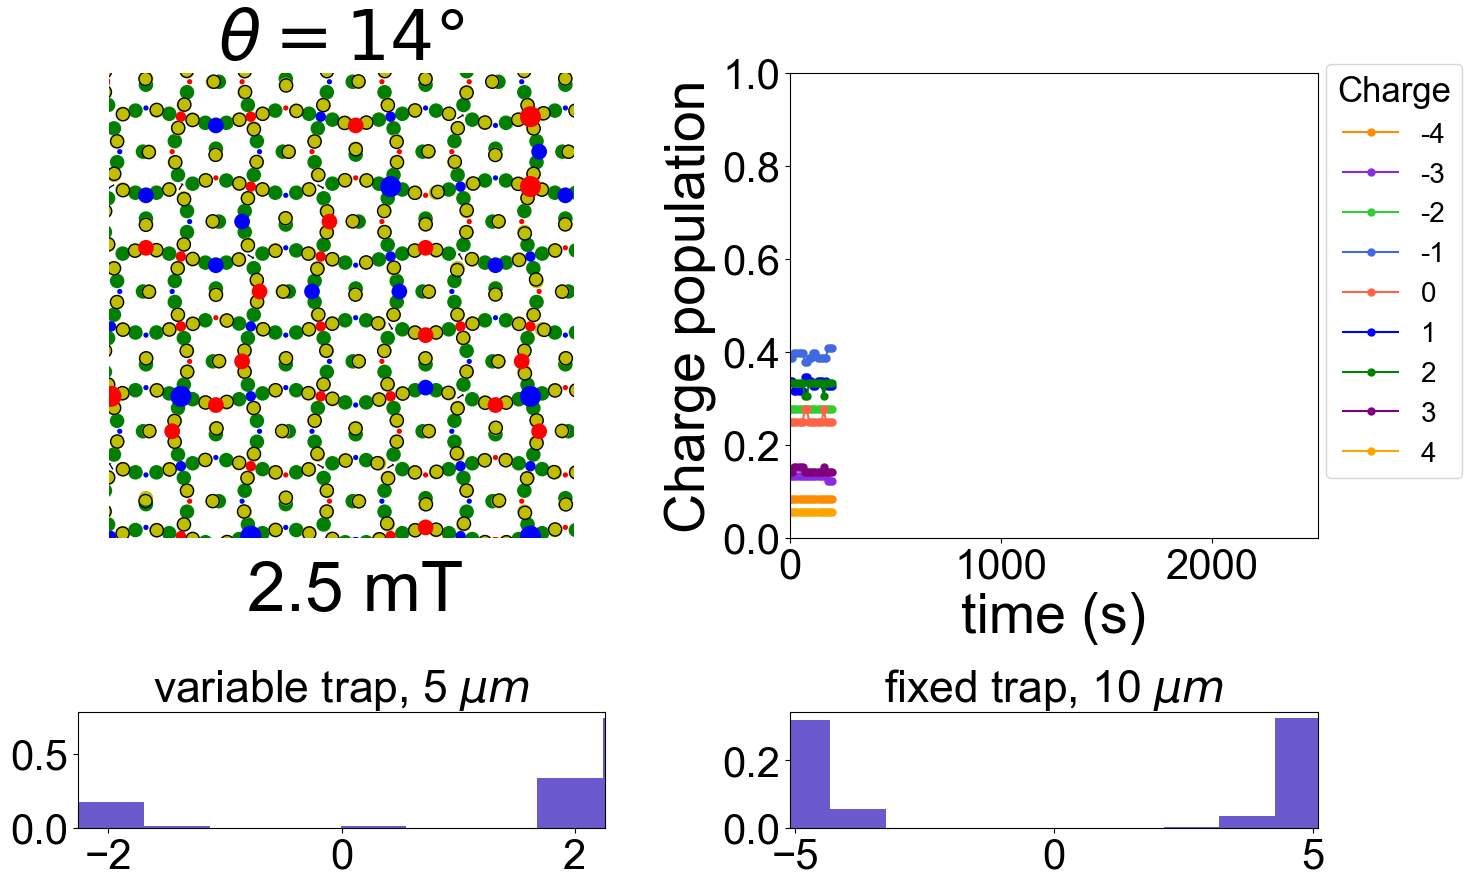 θ = 14°
2.5 mT
Charge population
1.0
0.8
0.6
0.4
0.2
0.0
0 1000 2000
time (s)
Charge
-4
-3
-2
-1
0
1
2
3
4
variable trap, 5 μm
0.5
0.0
−2 0 2
fixed trap, 10 μm
0.2
0.0
−5 0 5